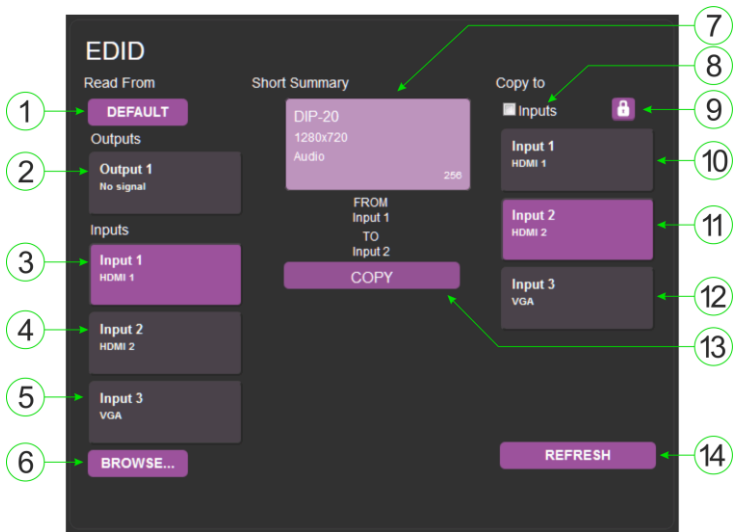 EDID
Read From
Short Summary
Copy to
DEFAULT
Outputs
Output 1
No signal
Inputs
Input 1
HDMI 1
Input 2
HDMI 2
Input 3
VGA
BROWSE...
DIP-20
1280x720
Audio
256
FROM
Input 1
TO
Input 2
COPY
Inputs
Input 1
HDMI 1
Input 2
HDMI 2
Input 3
VGA
REFRESH
1
2
3
4
5
6
7
8
9
10
11
12
13
14